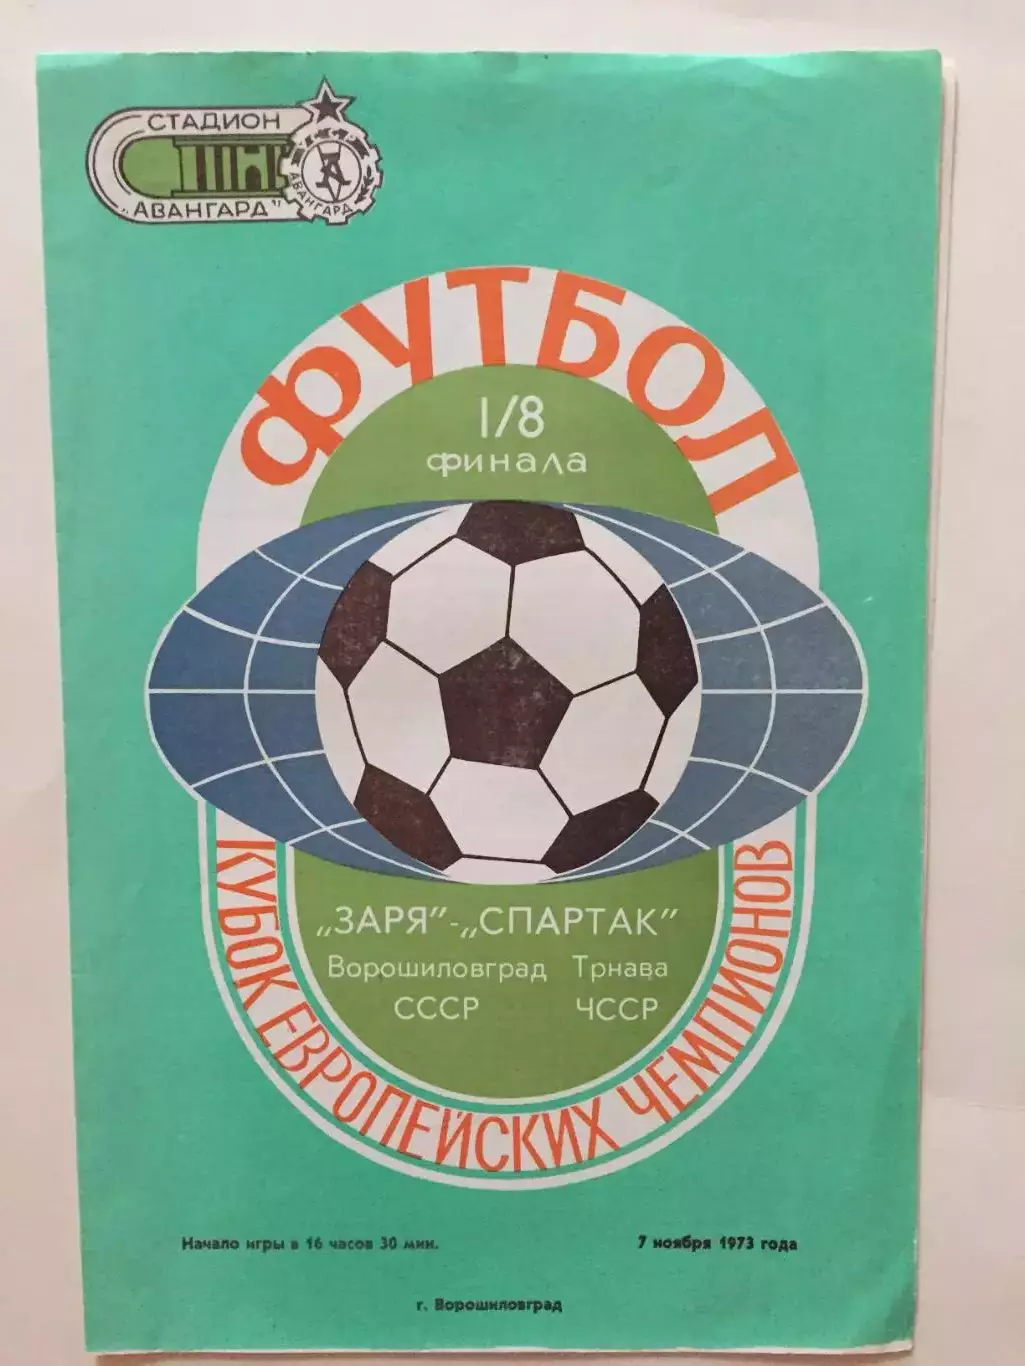 СТАДИОН
„АВАНГАРД"
АВАНГАРД
ФУТБОЛ
1/8
финала
„ЗАРЯ"-„СПАРТАК"
Ворошиловград Трнава
СССР ЧССР
КУБОК ЕВРОПЕЙСКИХ ЧЕМПИОНОВ
Начало игры в 16 часов 30 мин. 7 ноября 1973 года
г. Ворошиловград